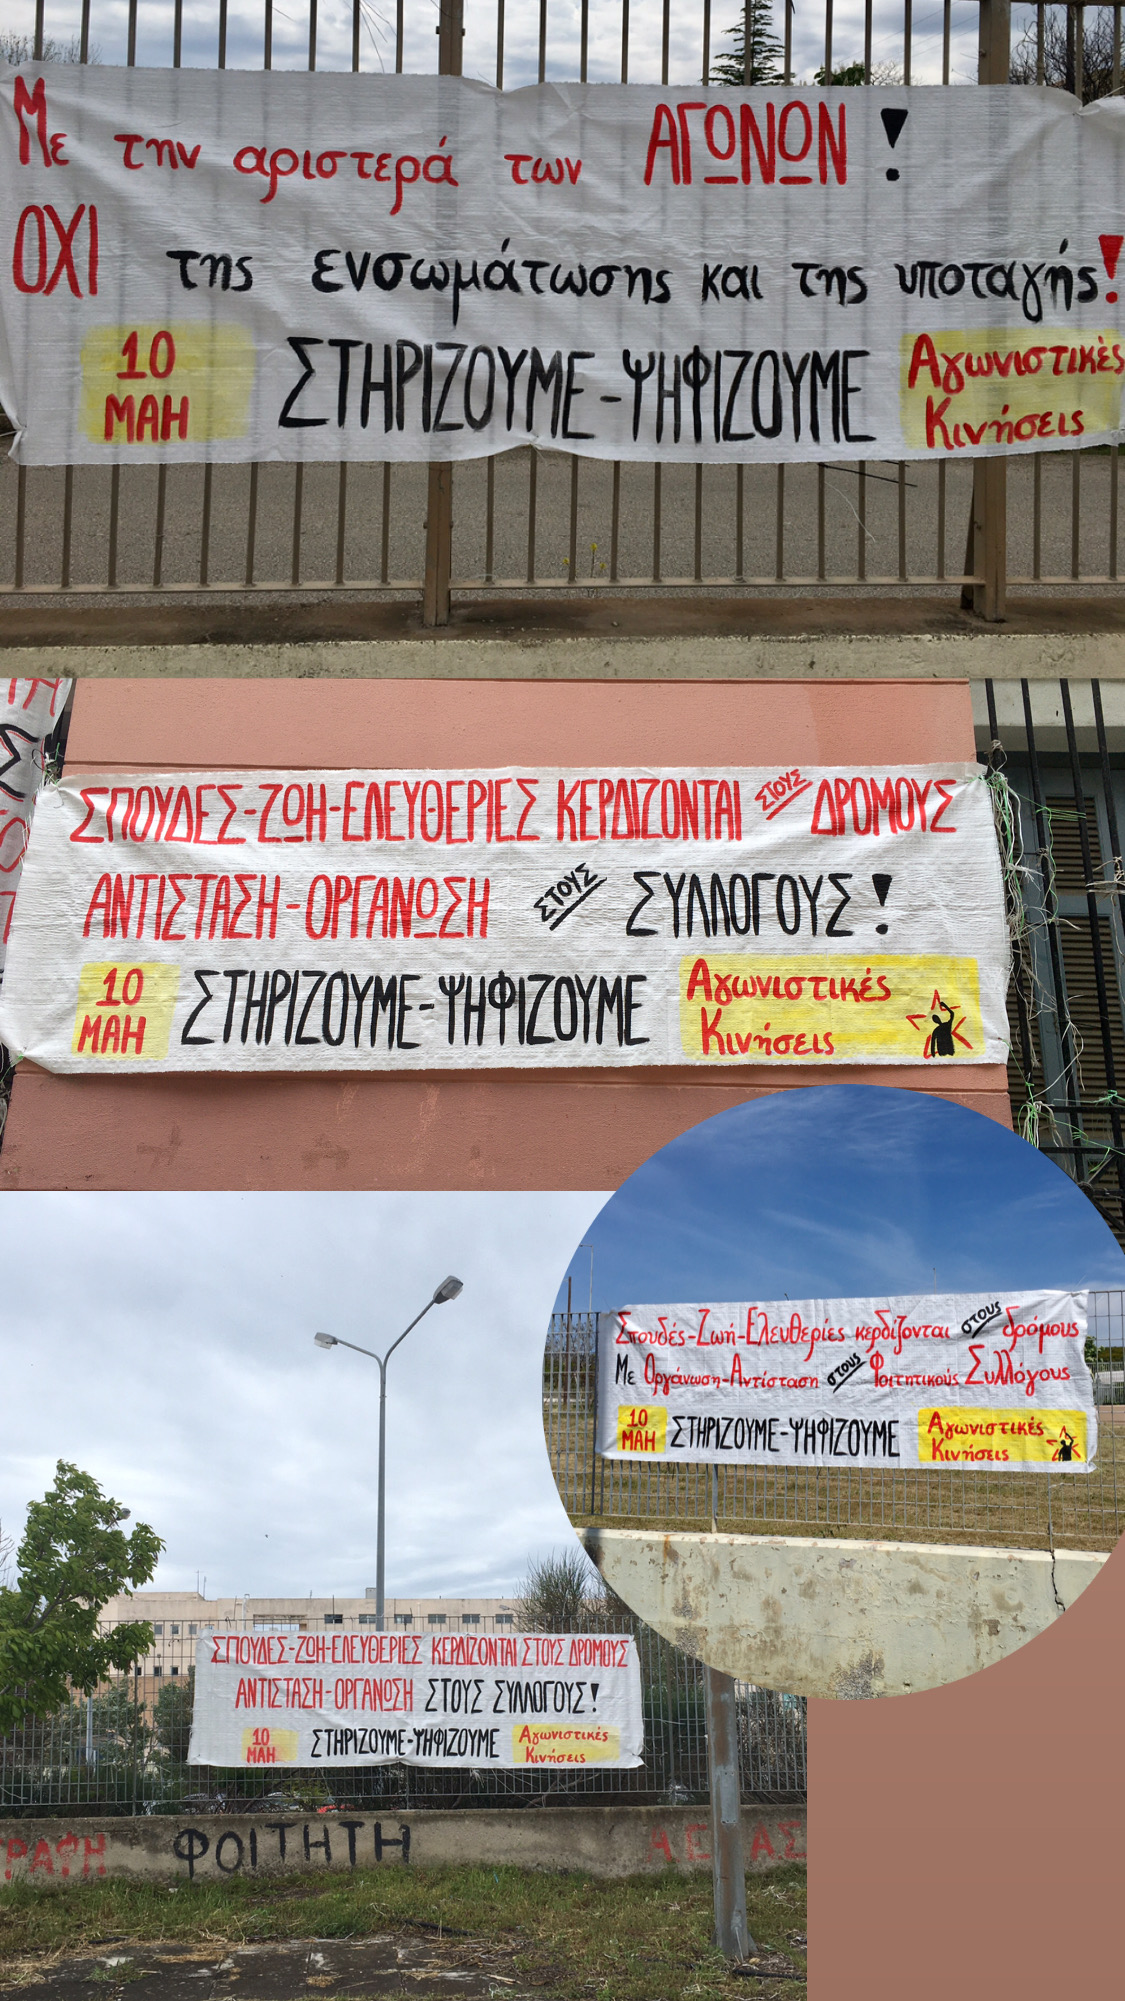 Με την αριστερά των ΑΓΩΝΩΝ!
ΟΧΙ της ενσωμάτωσης και της υποταγής!
10 ΜΑΗ ΣΤΗΡΙΖΟΥΜΕ-ΨΗΦΙΖΟΥΜΕ Αγωνιστικές Κινήσεις
ΣΠΟΥΔΕΣ-ΖΩΗ-ΕΛΕΥΘΕΡΙΕΣ ΚΕΡΔΙΖΟΝΤΑΙ ΣΤΟΥΣ ΔΡΟΜΟΥΣ
ΑΝΤΙΣΤΑΣΗ-ΟΡΓΑΝΩΣΗ ΣΤΟΥΣ ΣΥΛΛΟΓΟΥΣ!
10 ΜΑΗ ΣΤΗΡΙΖΟΥΜΕ-ΨΗΦΙΖΟΥΜΕ Αγωνιστικές Κινήσεις
Σπουδές-Ζωή-Ελευθερίες κερδίζονται στους δρόμους
Με Οργάνωση-Αντίσταση στους Φοιτητικούς Συλλόγους
10 ΜΑΗ ΣΤΗΡΙΖΟΥΜΕ-ΨΗΦΙΖΟΥΜΕ Αγωνιστικές Κινήσεις
ΣΠΟΥΔΕΣ-ΖΩΗ-ΕΛΕΥΘΕΡΙΕΣ ΚΕΡΔΙΖΟΝΤΑΙ ΣΤΟΥΣ ΔΡΟΜΟΥΣ
ΑΝΤΙΣΤΑΣΗ-ΟΡΓΑΝΩΣΗ ΣΤΟΥΣ ΣΥΛΛΟΓΟΥΣ!
10 ΜΑΗ ΣΤΗΡΙΖΟΥΜΕ-ΨΗΦΙΖΟΥΜΕ Αγωνιστικές Κινήσεις
ΦΟΙΤΗΤΗ